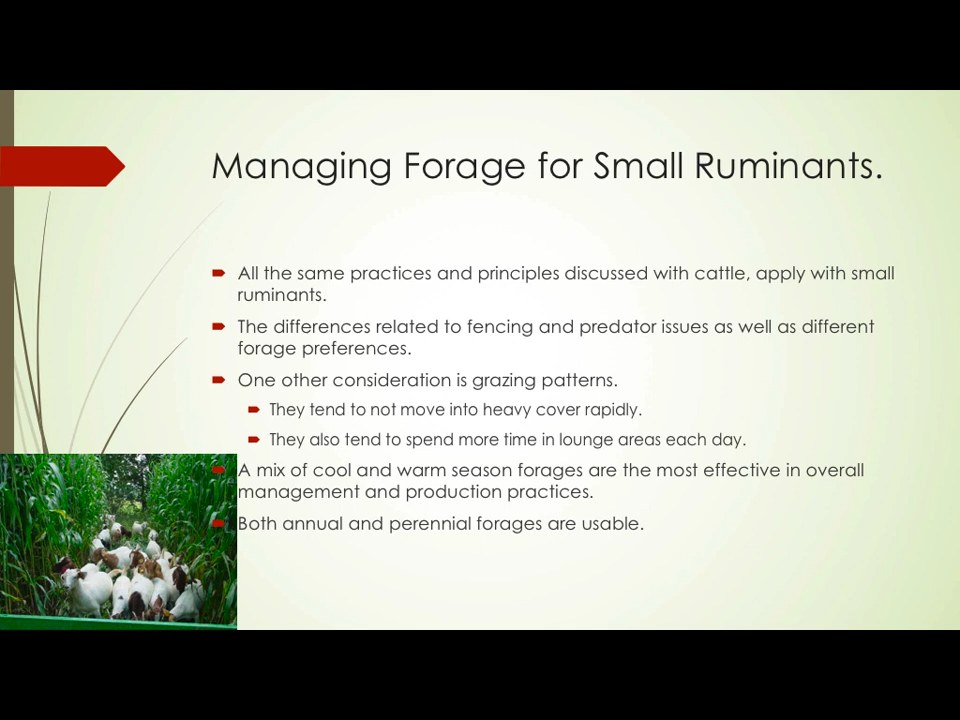 Managing Forage for Small Ruminants.
All the same practices and principles discussed with cattle, apply with small
ruminants.
The differences related to fencing and predator issues as well as different
forage preferences.
One other consideration is grazing patterns.
They tend to not move into heavy cover rapidly.
They also tend to spend more time in lounge areas each day.
A mix of cool and warm season forages are the most effective in overall
management and production practices.
Both annual and perennial forages are usable.